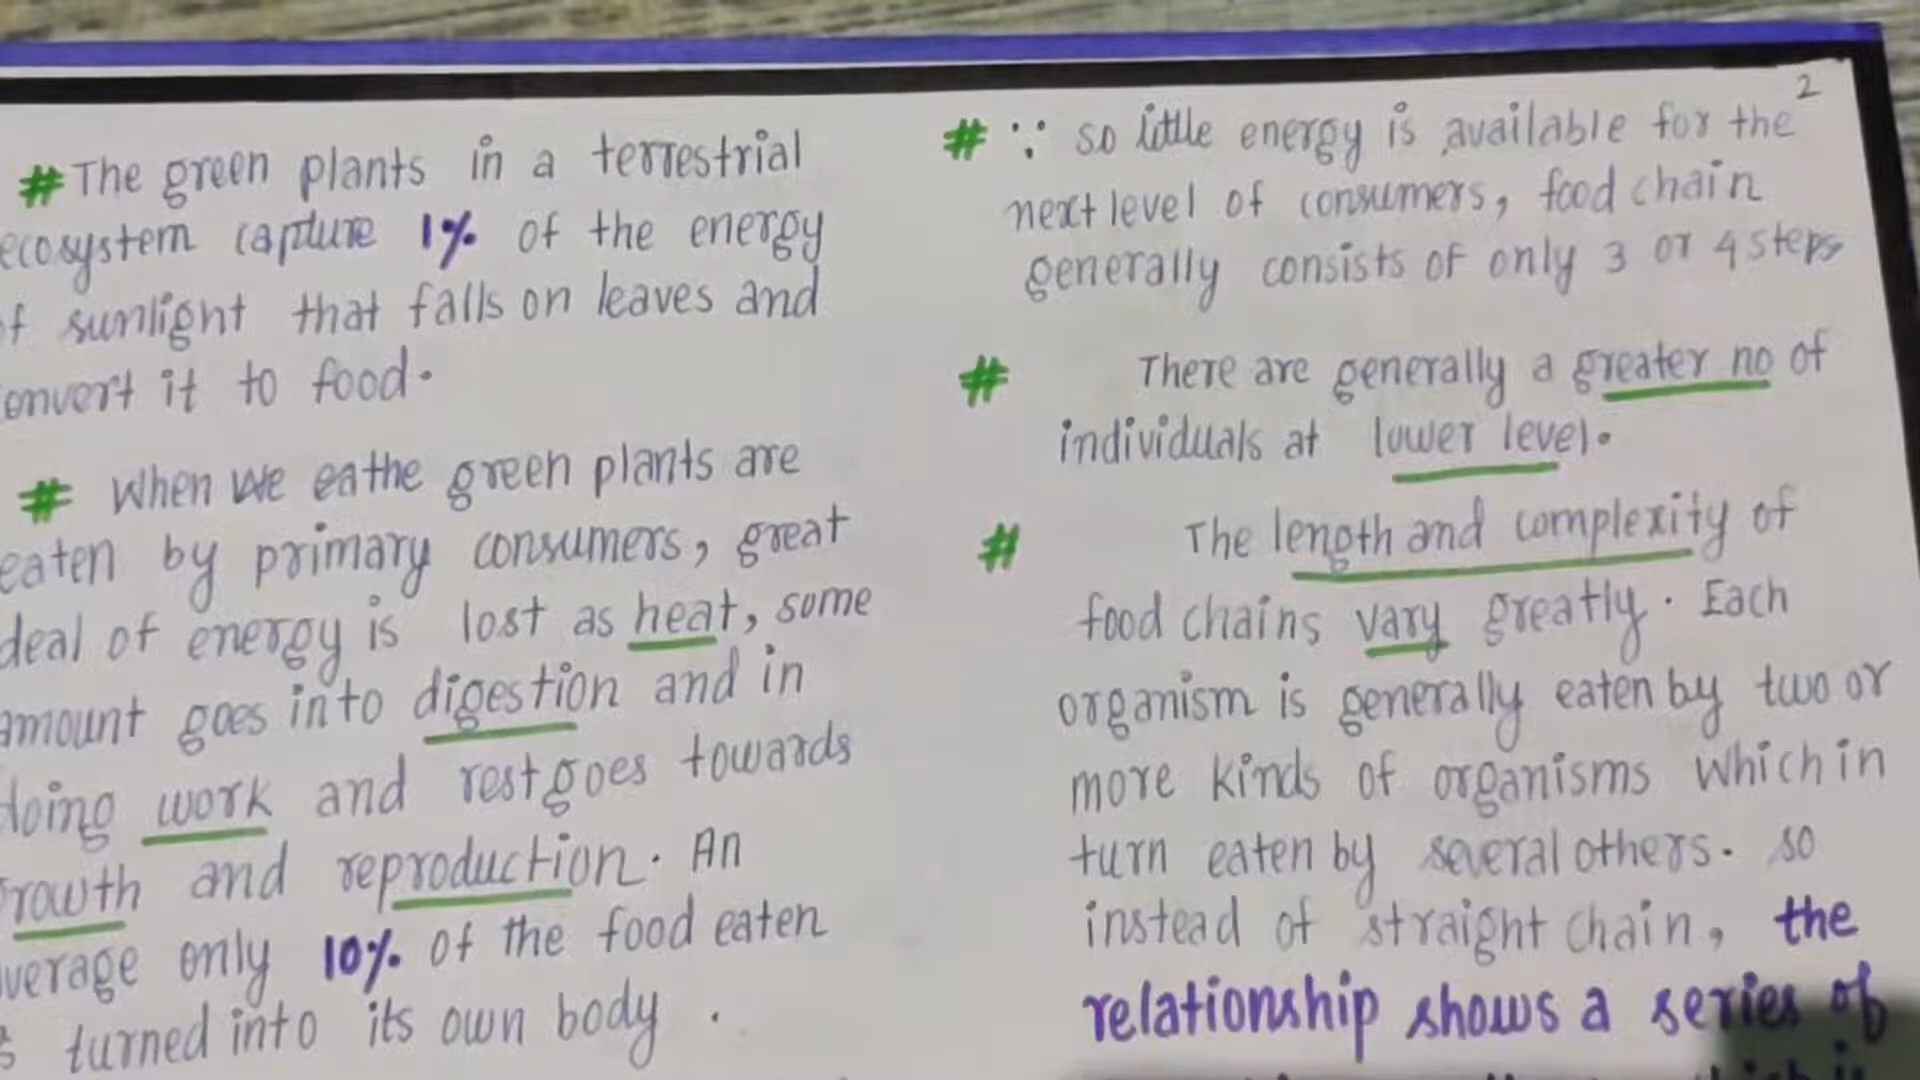 2
# The green plants in a terrestrial
ecosystem capture 1% of the energy
of sunlight that falls on leaves and
onvert it to food.
# When we eathe green plants are
eaten by primary consumers, great
deal of energy is lost as heat, some
amount goes into digestion and in
doing work and rest goes towards
rowth and reproduction. An
verage only 10% of the food eaten
s turned into its own body .
# ∵ so little energy is available for the
next level of consumers, food chain
generally consists of only 3 or 4 steps
# There are generally a greater no of
individuals at lower level.
# The length and complexity of
food chains vary greatly. Each
organism is generally eaten by two or
more kinds of organisms which in
turn eaten by several others. so
instead of straight chain, the
relationship shows a series of